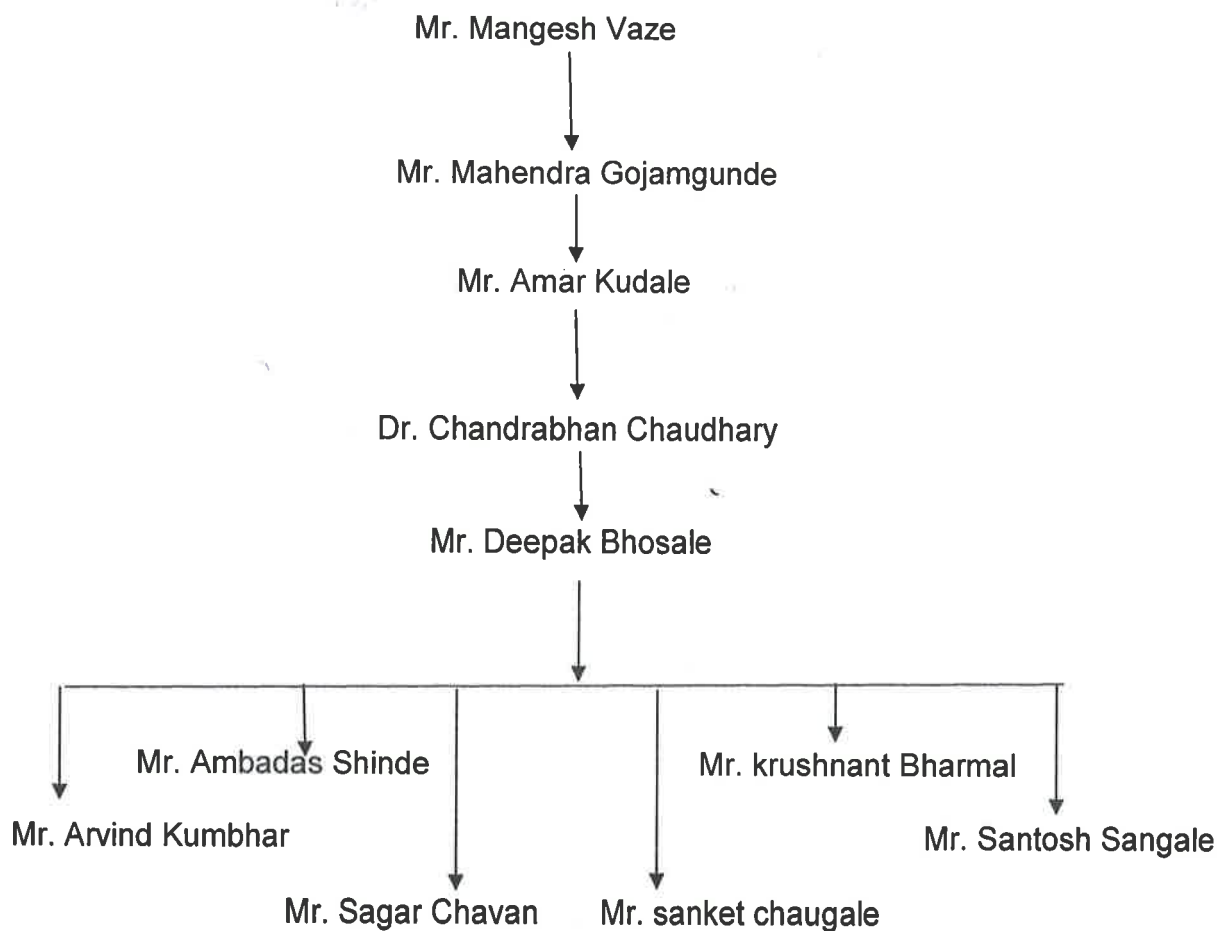 Mr. Mangesh Vaze
Mr. Mahendra Gojamgunde
Mr. Amar Kudale
Dr. Chandrabhan Chaudhary
Mr. Deepak Bhosale
Mr. Ambadas Shinde
Mr. krushnant Bharmal
Mr. Arvind Kumbhar
Mr. Santosh Sangale
Mr. Sagar Chavan
Mr. sanket chaugale